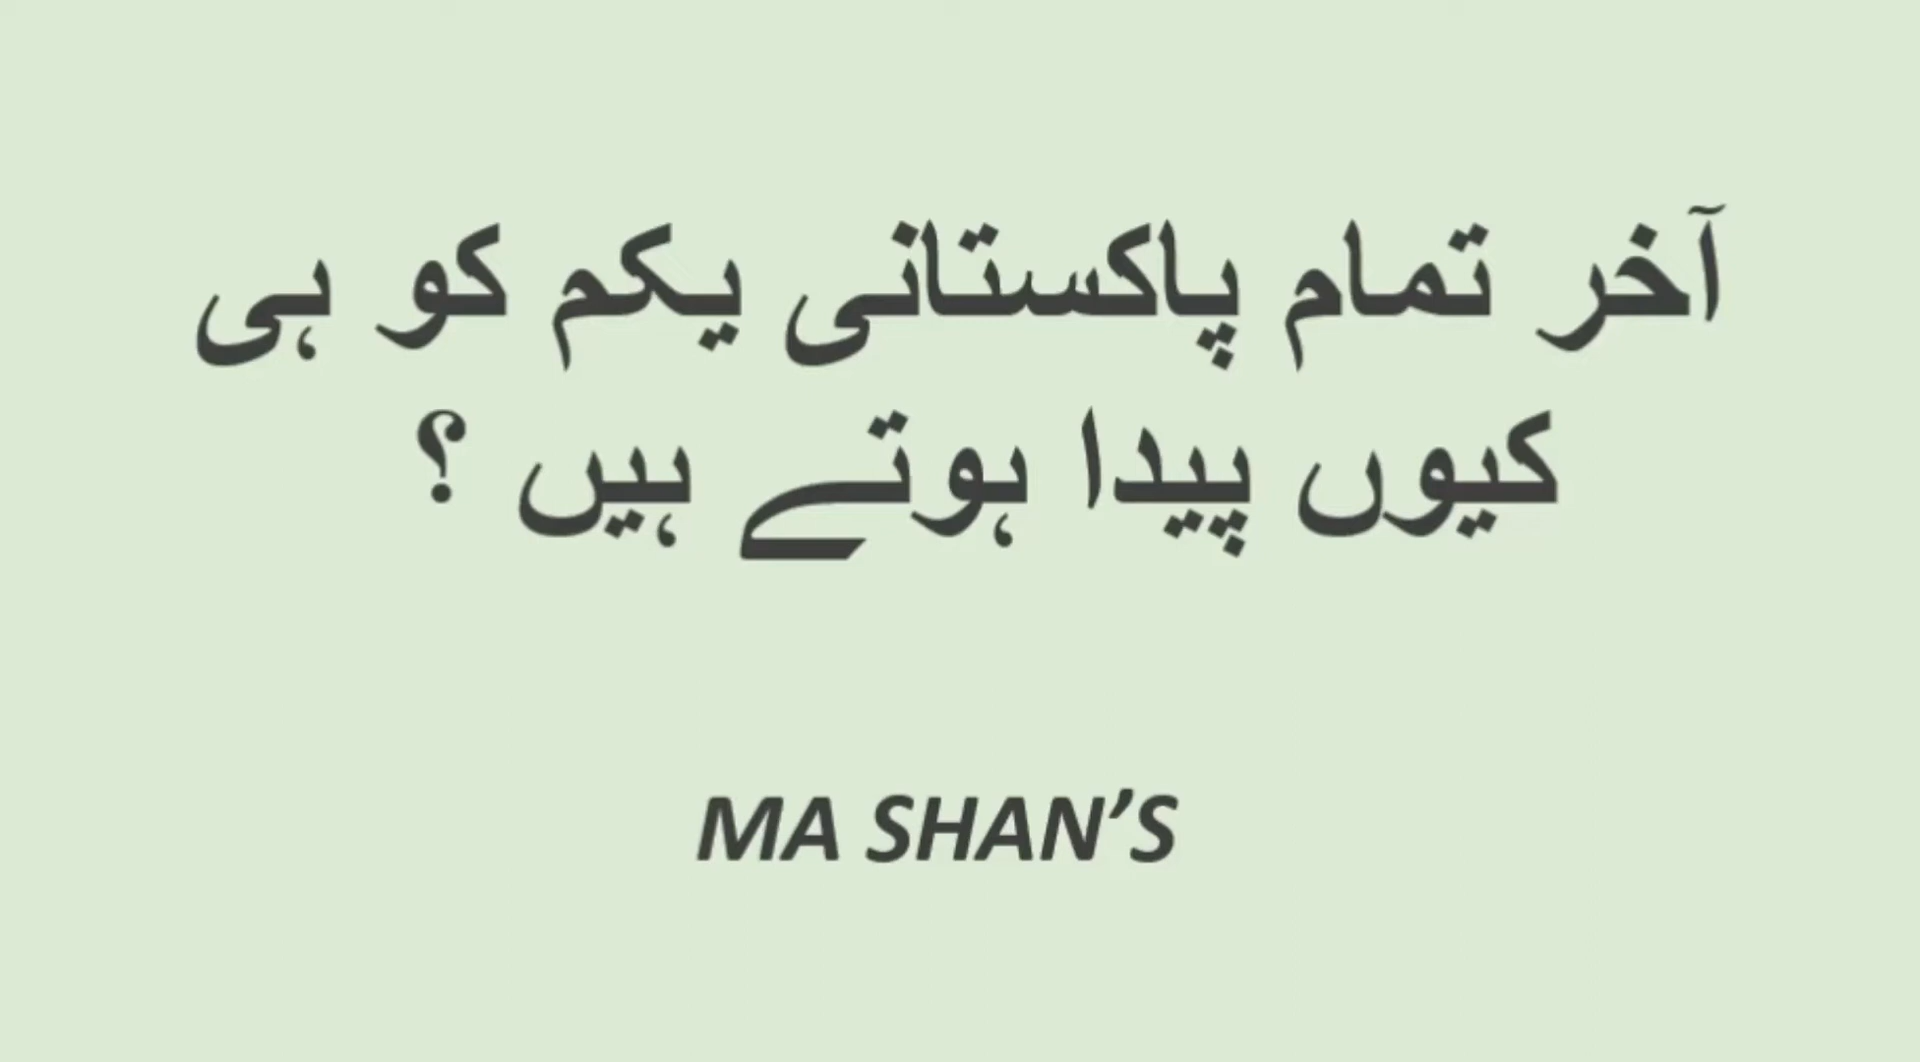 آخر تمام پاکستانی یکم کو ہی
کیوں پیدا ہوتے ہیں ؟
MA SHAN’S